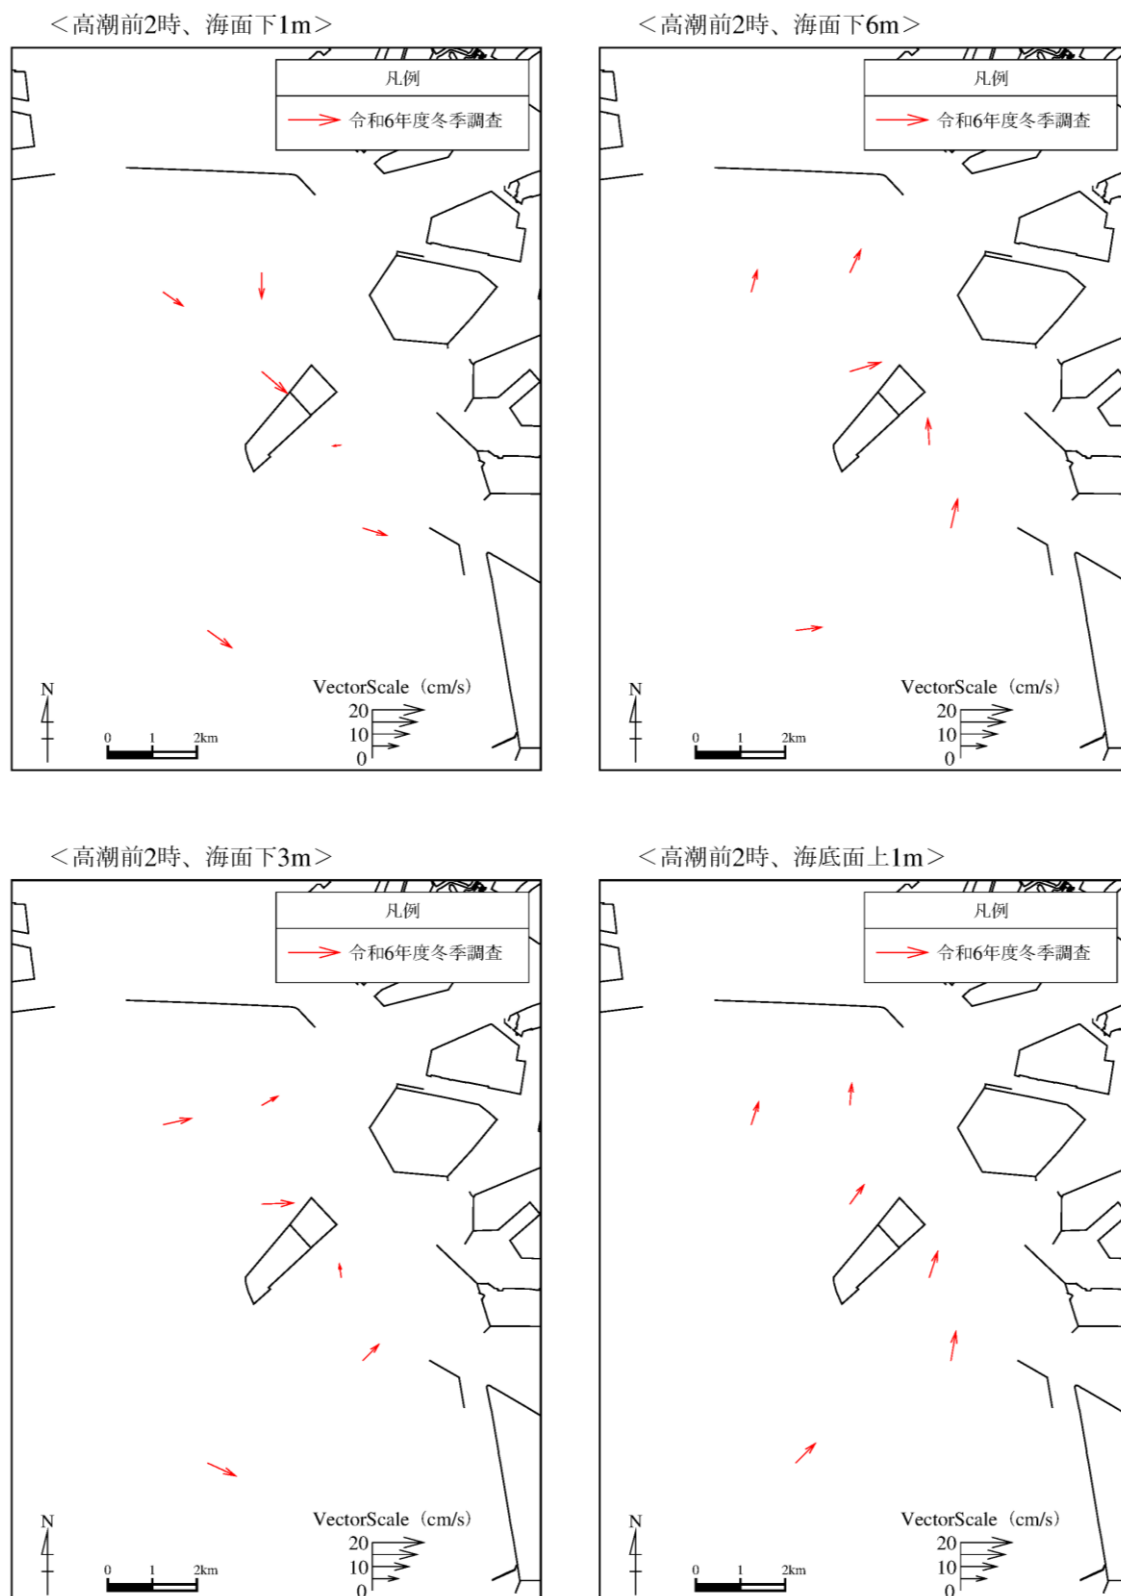 ＜高潮前2時、海面下1m＞
凡例
令和6年度冬季調査
N
0 1 2km
VectorScale (cm/s)
20
10
0
＜高潮前2時、海面下6m＞
凡例
令和6年度冬季調査
N
0 1 2km
VectorScale (cm/s)
20
10
0
＜高潮前2時、海面下3m＞
凡例
令和6年度冬季調査
N
0 1 2km
VectorScale (cm/s)
20
10
0
＜高潮前2時、海底面上1m＞
凡例
令和6年度冬季調査
N
0 1 2km
VectorScale (cm/s)
20
10
0